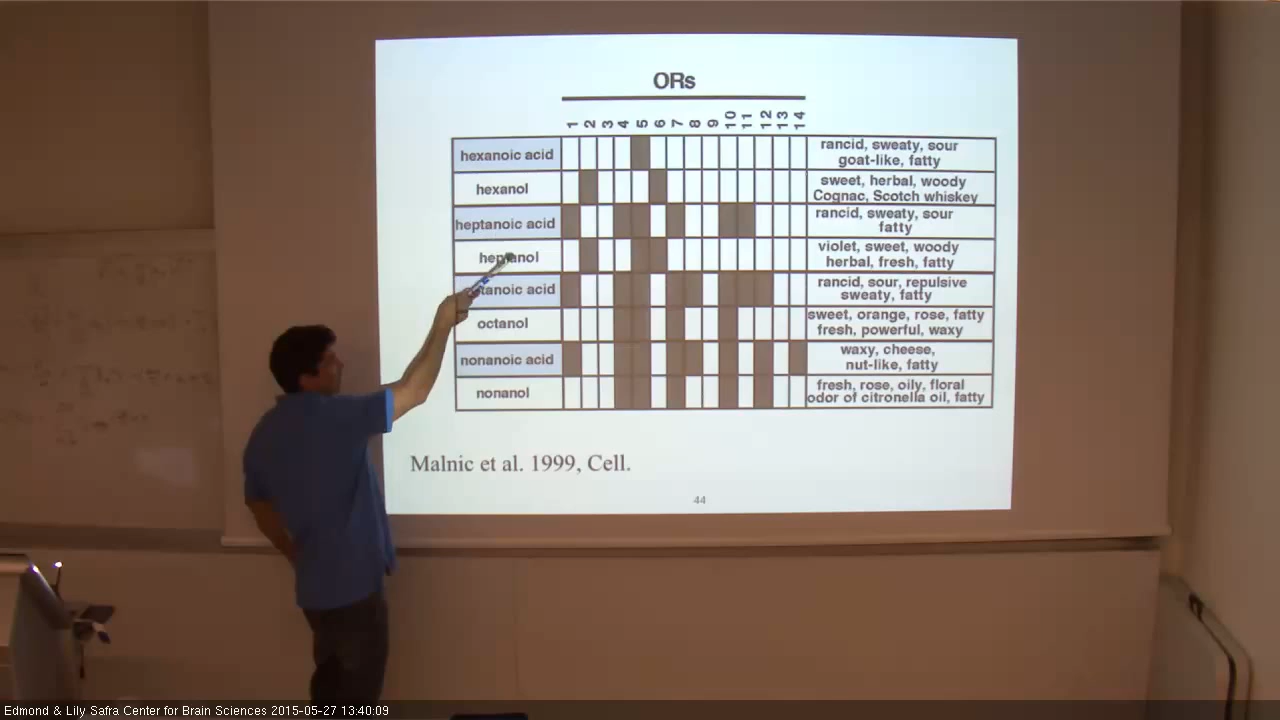 ORs
1 2 3 4 5 6 7 8 9 10 11 12 13 14
hexanoic acid
rancid, sweaty, sour
goat-like, fatty
hexanol
sweet, herbal, woody
Cognac, Scotch whiskey
heptanoic acid
rancid, sweaty, sour
fatty
violet, sweet, woody
herbal, fresh, fatty
acid
rancid, sour, repulsive
sweaty, fatty
octanol
sweet, orange, rose, fatty
fresh, powerful, waxy
nonanoic acid
waxy, cheese,
nut-like, fatty
nonanol
fresh, rose, oily, floral
odor of citronella oil, fatty
Malnic et al. 1999, Cell.
44
Edmond & Lily Safra Center for Brain Sciences 2015-05-27 13:40:09